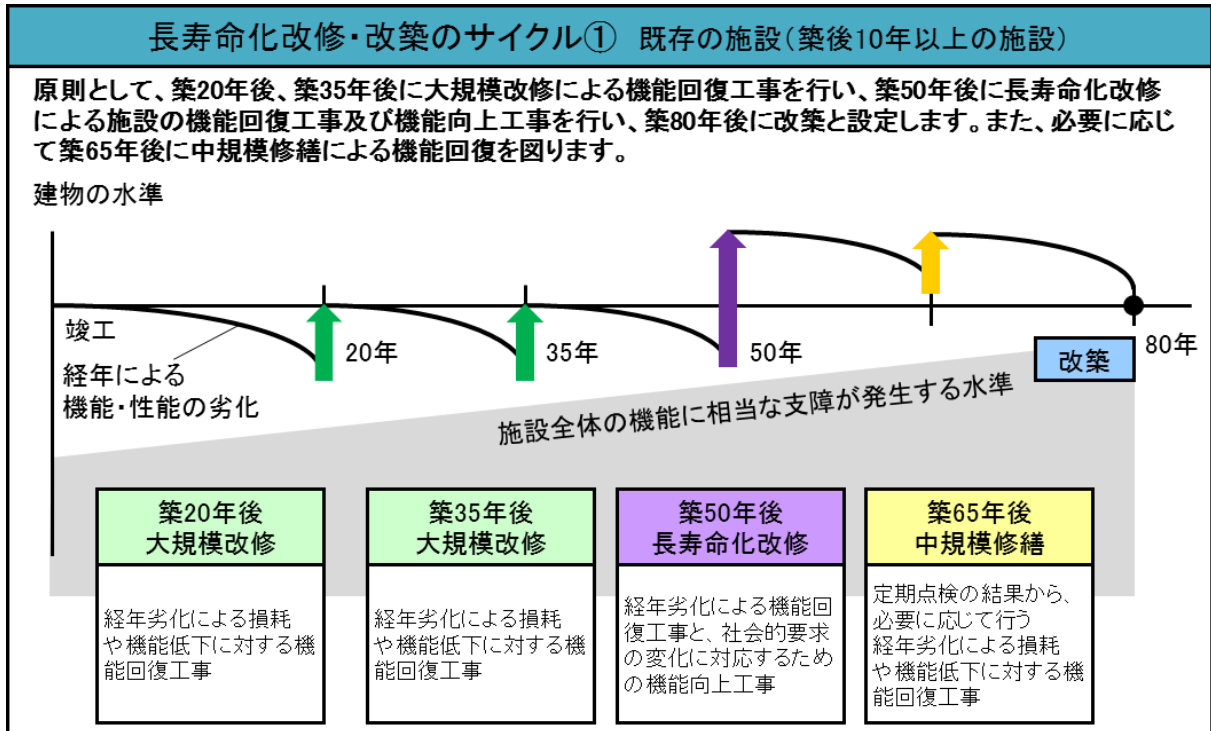 長寿命化改修・改築のサイクル① 既存の施設(築後10年以上の施設)
原則として、築20年後、築35年後に大規模改修による機能回復工事を行い、築50年後に長寿命化改修
による施設の機能回復工事及び機能向上工事を行い、築80年後に改築と設定します。また、必要に応じ
て築65年後に中規模修繕による機能回復を図ります。
建物の水準
竣工
20年
35年
50年
80年
改築
経年による
機能・性能の劣化
施設全体の機能に相当な支障が発生する水準
築20年後
大規模改修
経年劣化による損耗
や機能低下に対する機
能回復工事
築35年後
大規模改修
経年劣化による損耗
や機能低下に対する機
能回復工事
築50年後
長寿命化改修
経年劣化による機能回
復工事と、社会的要求
の変化に対応するため
の機能向上工事
築65年後
中規模修繕
定期点検の結果から、
必要に応じて行う
経年劣化による損耗
や機能低下に対する機
能回復工事